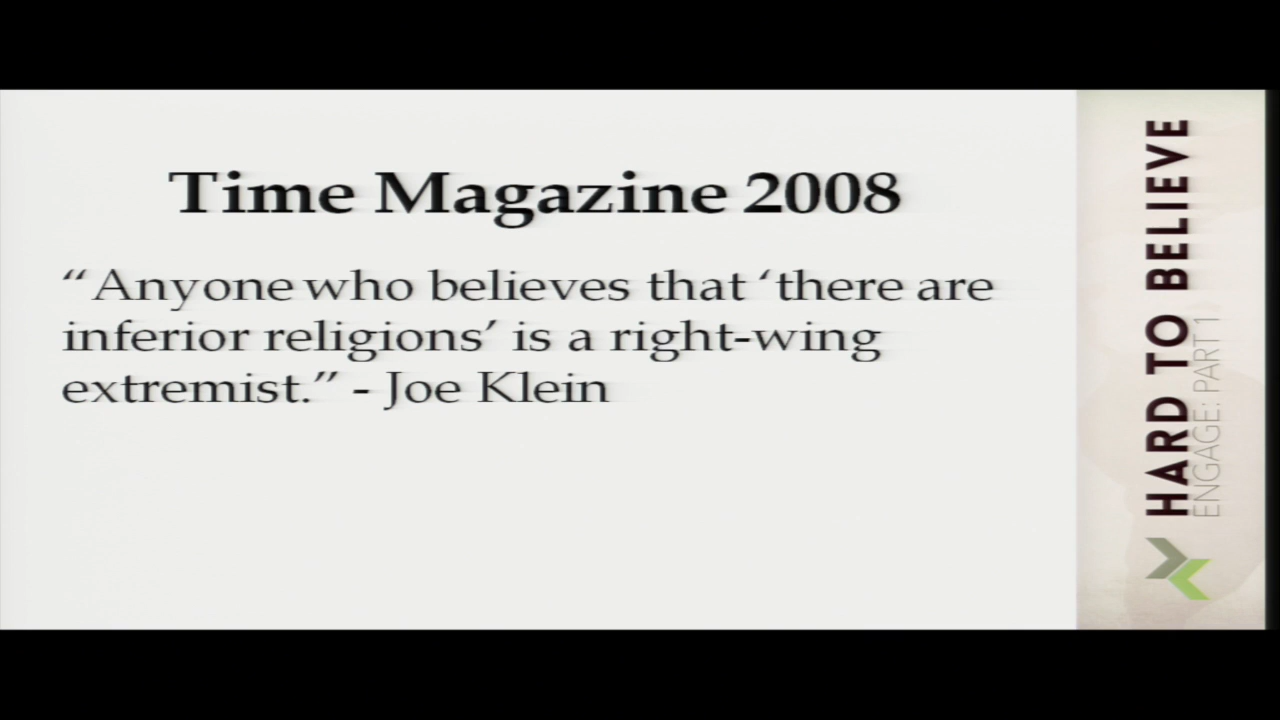 Time Magazine 2008
“Anyone who believes that ‘there are
inferior religions’ is a right-wing
extremist.” - Joe Klein
HARD TO BELIEVE
ENGAGE: PART 1